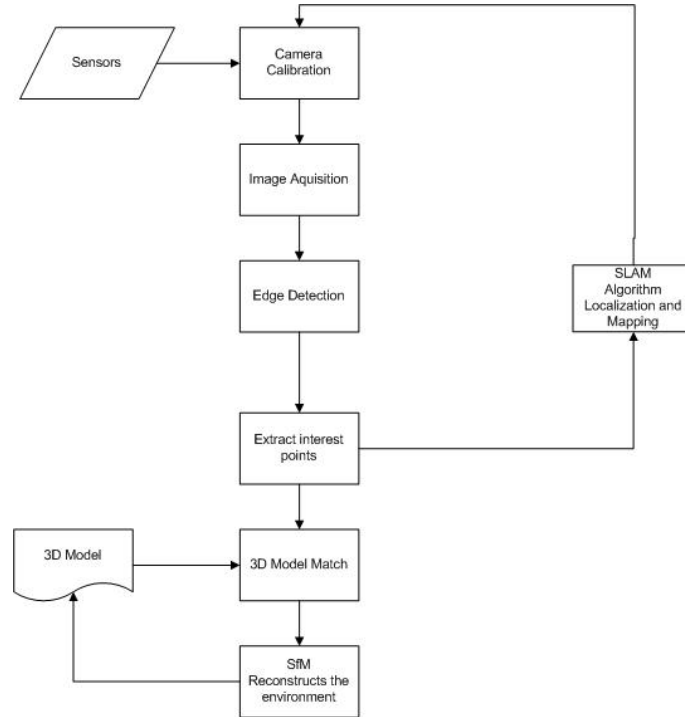 Sensors
Camera
Calibration
Image Aquisition
Edge Detection
SLAM
Algorithm
Localization and
Mapping
Extract interest
points
3D Model
3D Model Match
SfM
Reconstructs the
environment